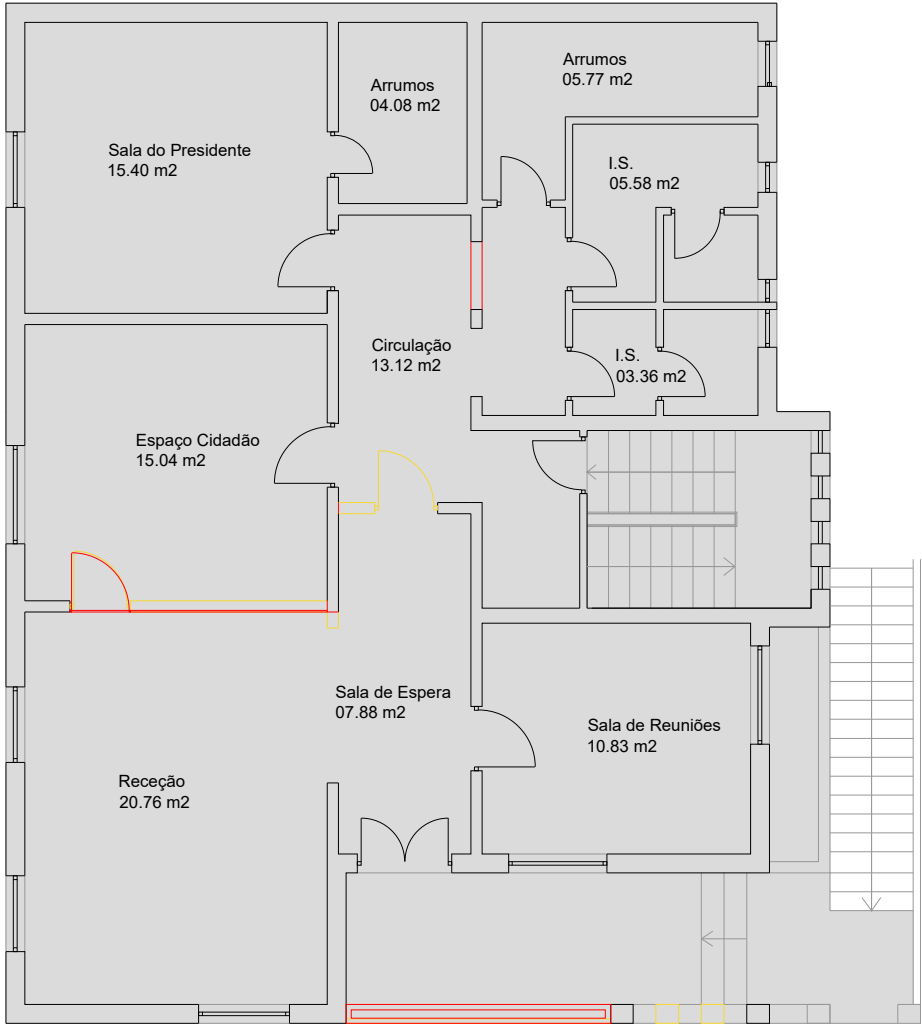 Arrumos
05.77 m2
Arrumos
04.08 m2
Sala do Presidente
15.40 m2
I.S.
05.58 m2
Circulação
13.12 m2
I.S.
03.36 m2
Espaço Cidadão
15.04 m2
Sala de Espera
07.88 m2
Sala de Reuniões
10.83 m2
Receção
20.76 m2